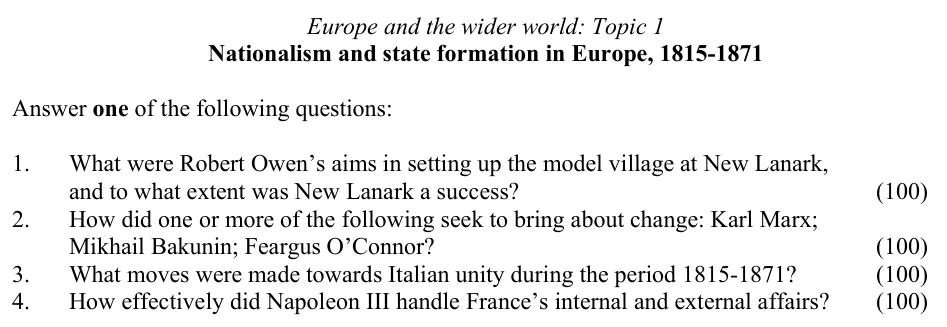 Europe and the wider world: Topic 1
Nationalism and state formation in Europe, 1815-1871
Answer one of the following questions:
1. What were Robert Owen’s aims in setting up the model village at New Lanark,
and to what extent was New Lanark a success? (100)
2. How did one or more of the following seek to bring about change: Karl Marx;
Mikhail Bakunin; Feargus O’Connor? (100)
3. What moves were made towards Italian unity during the period 1815-1871? (100)
4. How effectively did Napoleon III handle France’s internal and external affairs? (100)